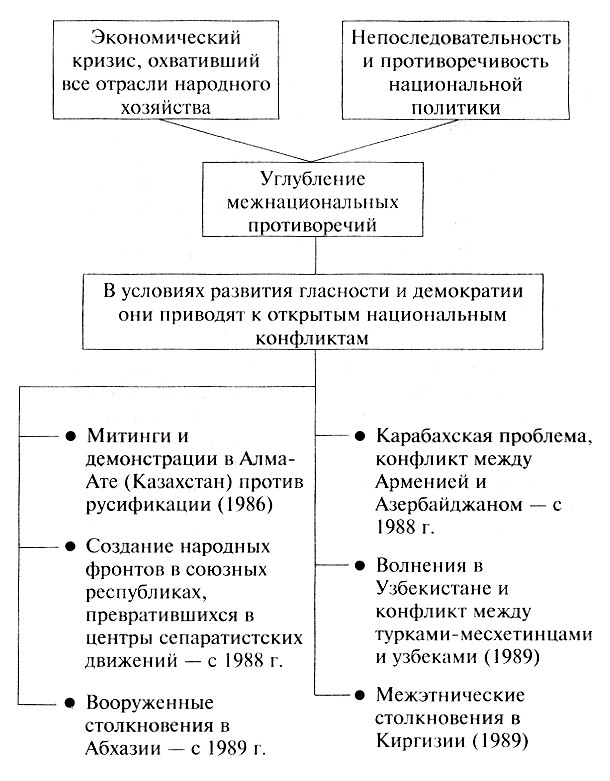 Экономический
кризис, охвативший
все отрасли народного
хозяйства
Непоследовательность
и противоречивость
национальной
политики
Углубление
межнациональных
противоречий
В условиях развития гласности и демократии
они приводят к открытым национальным
конфликтам
● Митинги и
демонстрации в Алма-
Ате (Казахстан) против
русификации (1986)
● Создание народных
фронтов в союзных
республиках,
превратившихся в
центры сепаратистских
движений — с 1988 г.
● Вооруженные
столкновения в
Абхазии — с 1989 г.
● Карабахская проблема,
конфликт между
Арменией и
Азербайджаном — с
1988 г.
● Волнения в
Узбекистане и
конфликт между
турками-месхетинцами
и узбеками (1989)
● Межэтнические
столкновения в
Киргизии (1989)